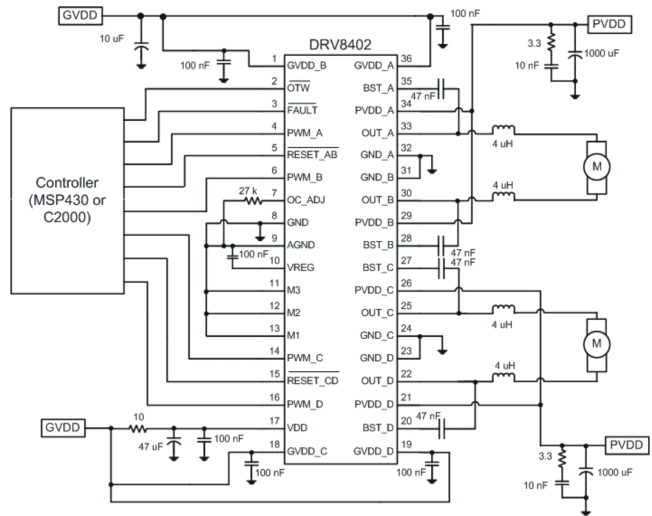 GVDD
PVDD
10 uF
100 nF
100 nF
3.3
1000 uF
10 nF
DRV8402
1 GVDD_B GVDD_A 36
2 OTW BST_A 35
47 nF
3 FAULT PVDD_A 34
4 PWM_A OUT_A 33
4 uH
M
5 RESET_AB GND_A 32
6 PWM_B GND_B 31
Controller
(MSP430 or
C2000)
27 k
7 OC_ADJ OUT_B 30
4 uH
8 GND PVDD_B 29
9 AGND BST_B 28
100 nF
47 nF
47 nF
10 VREG BST_C 27
11 M3 PVDD_C 26
12 M2 OUT_C 25
4 uH
M
13 M1 GND_C 24
14 PWM_C GND_D 23
15 RESET_CD OUT_D 22
4 uH
16 PWM_D PVDD_D 21
47 nF
GVDD
10
17 VDD BST_D 20
47 uF
100 nF
18 GVDD_C GVDD_D 19
100 nF
100 nF
PVDD
3.3
1000 uF
10 nF